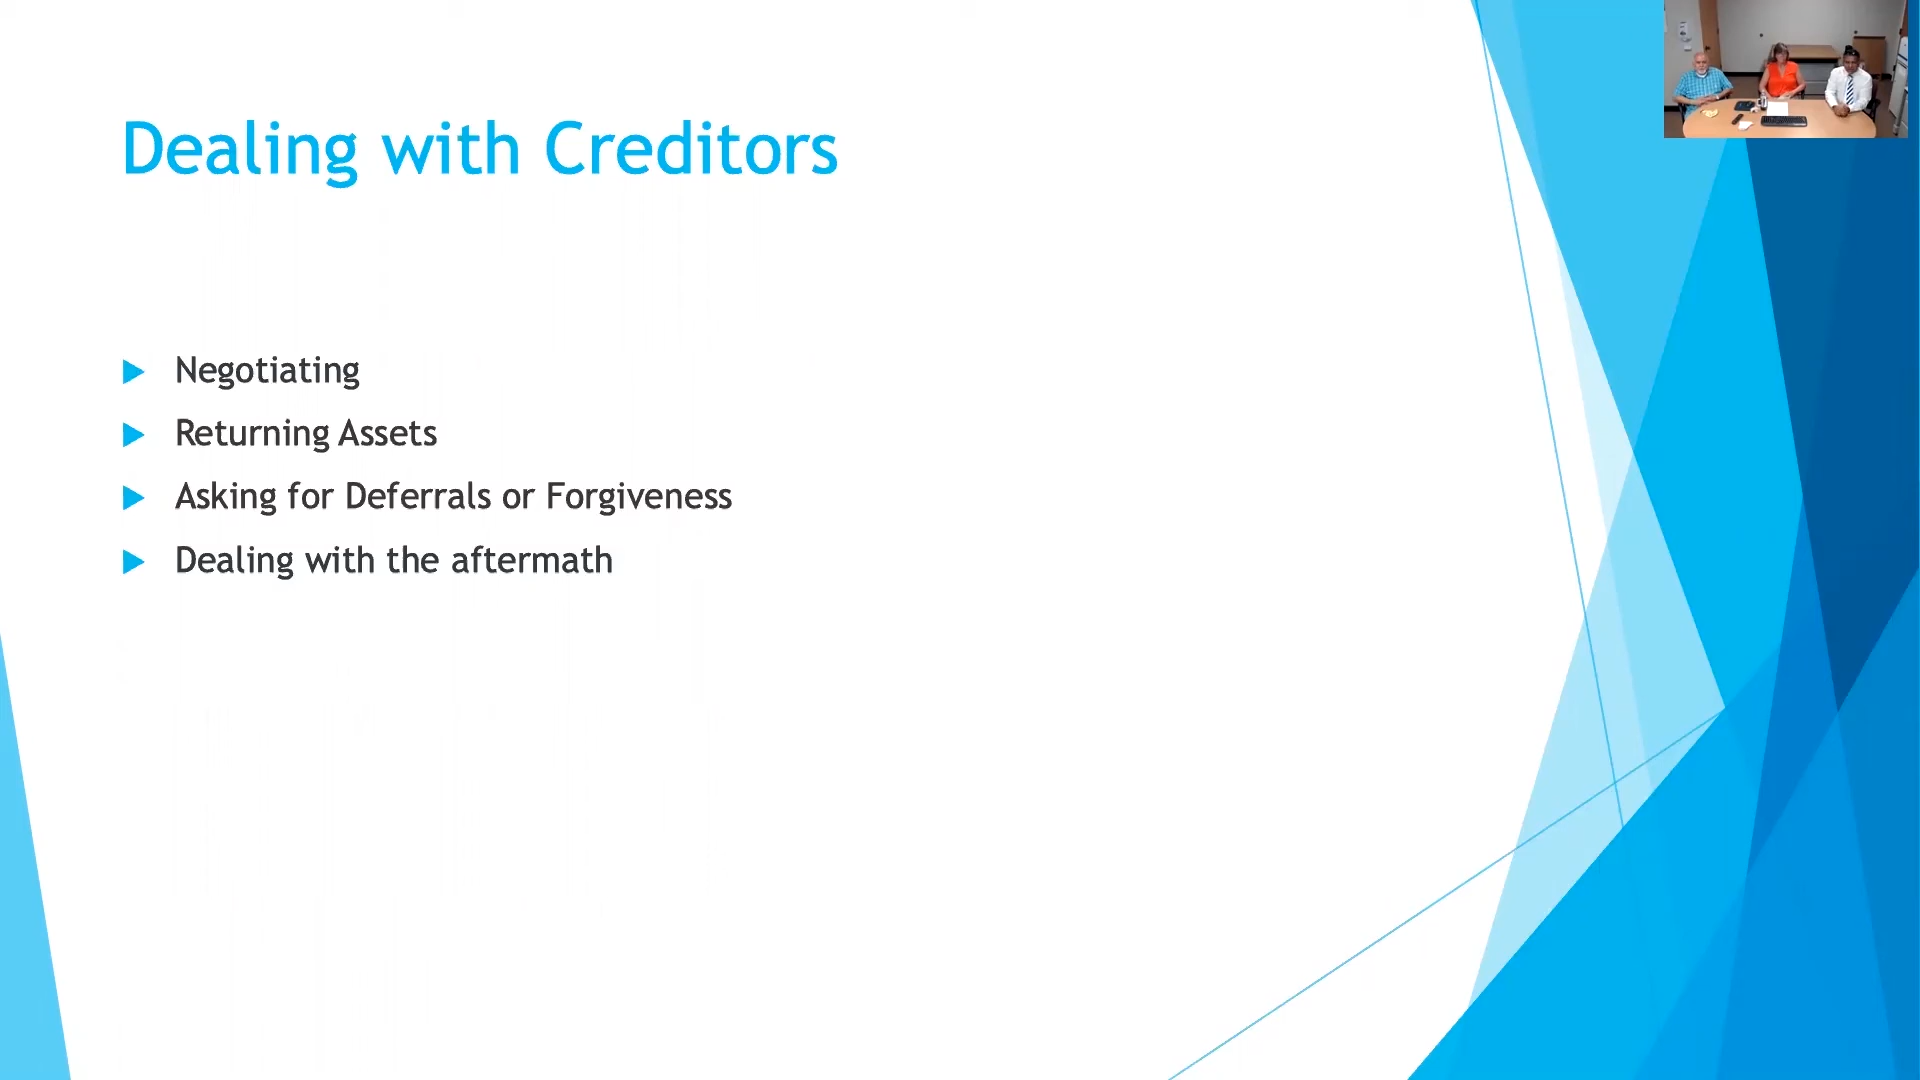 Dealing with Creditors
Negotiating
Returning Assets
Asking for Deferrals or Forgiveness
Dealing with the aftermath